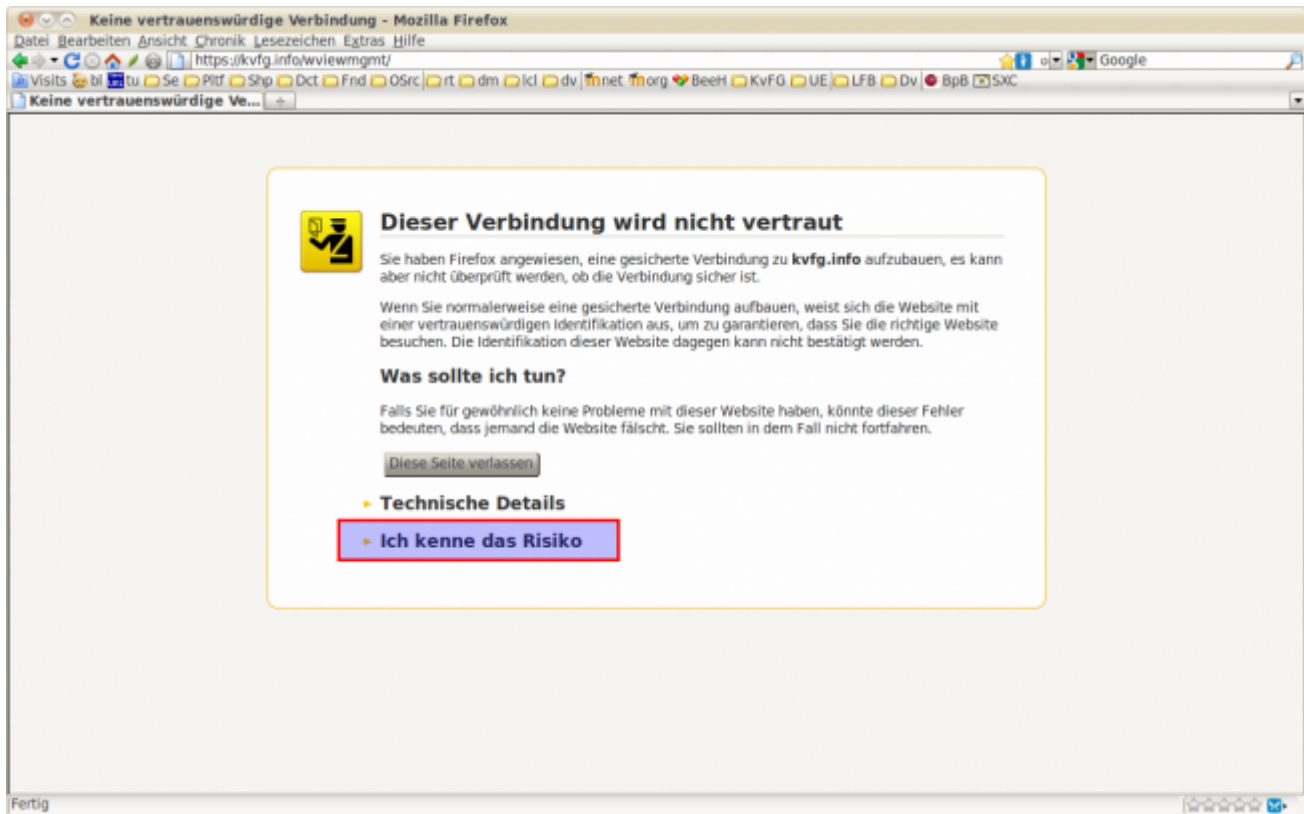 Keine vertrauenswürdige Verbindung - Mozilla Firefox
Datei Bearbeiten Ansicht Chronik Lesezeichen Extras Hilfe
https://kvfg.info/wviewmgmt/ Google
Visits bl tu Se Pltf Shp Dct Fnd OSrc rt dm lcl dv nnet morg BeeH KvFG UE LFB Dv BpB SXC
Keine vertrauenswürdige Ve...
Dieser Verbindung wird nicht vertraut
Sie haben Firefox angewiesen, eine gesicherte Verbindung zu kvfg.info aufzubauen, es kann
aber nicht überprüft werden, ob die Verbindung sicher ist.
Wenn Sie normalerweise eine gesicherte Verbindung aufbauen, weist sich die Website mit
einer vertrauenswürdigen Identifikation aus, um zu garantieren, dass Sie die richtige Website
besuchen. Die Identifikation dieser Website dagegen kann nicht bestätigt werden.
Was sollte ich tun?
Falls Sie für gewöhnlich keine Probleme mit dieser Website haben, könnte dieser Fehler
bedeuten, dass jemand die Website fälscht. Sie sollten in dem Fall nicht fortfahren.
Diese Seite verlassen
Technische Details
Ich kenne das Risiko
Fertig